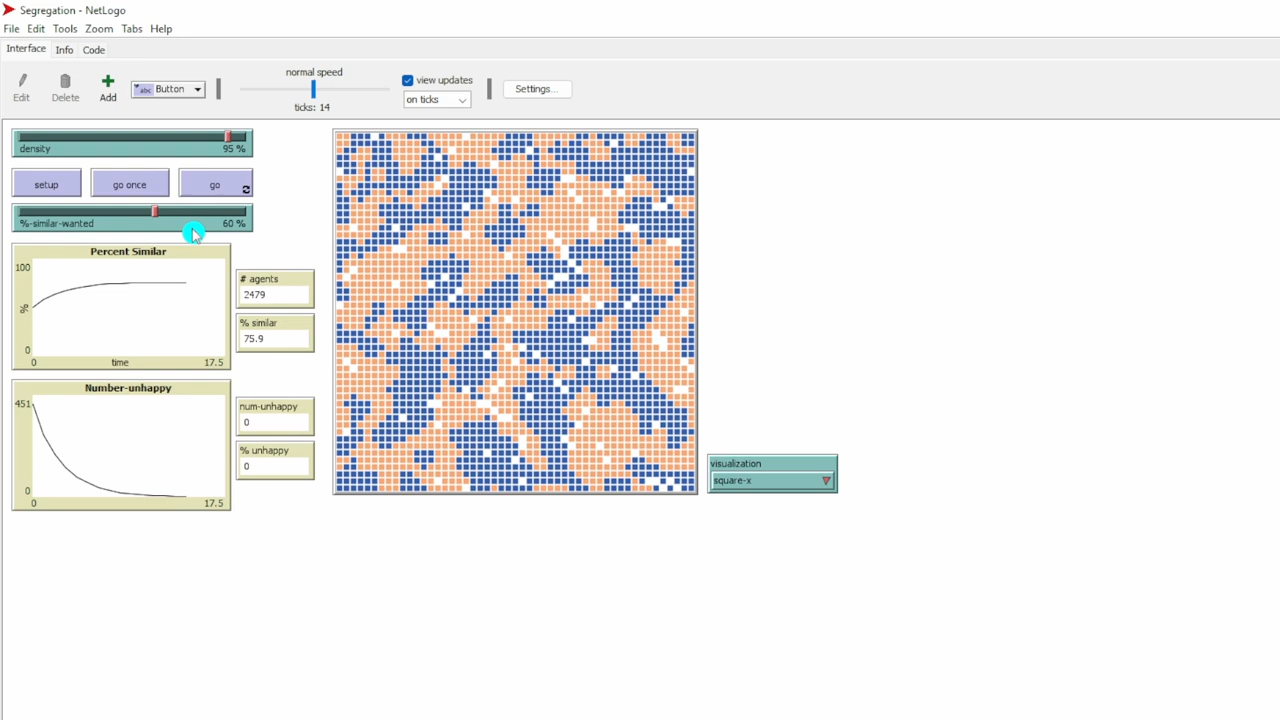 Segregation - NetLogo
File Edit Tools Zoom Tabs Help
Interface Info Code
normal speed
view updates
Edit Delete Add abc Button
on ticks
Settings...
ticks: 14
density 95 %
setup go once go
%-similar-wanted 60 %
Percent Similar
100
%
0
0 time 17.5
# agents
2479
% similar
75.9
Number-unhappy
451
0
0 17.5
num-unhappy
0
% unhappy
0
visualization
square-x